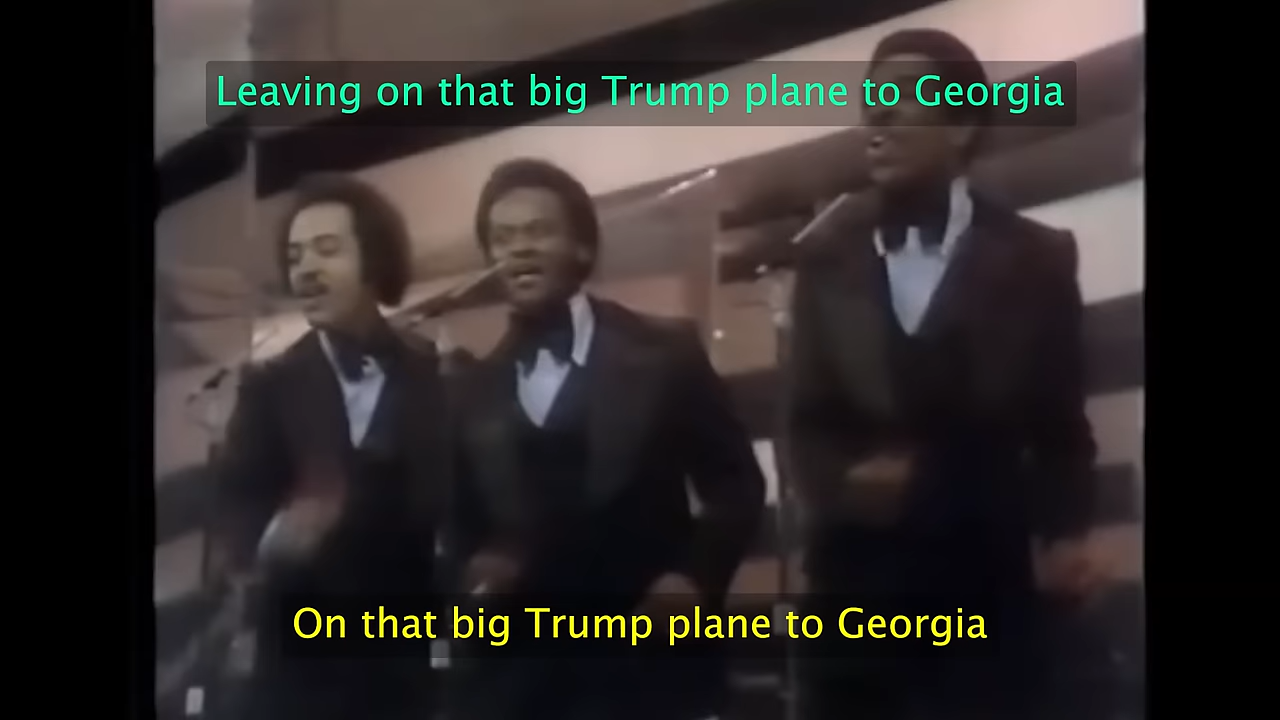 Leaving on that big Trump plane to Georgia
On that big Trump plane to Georgia